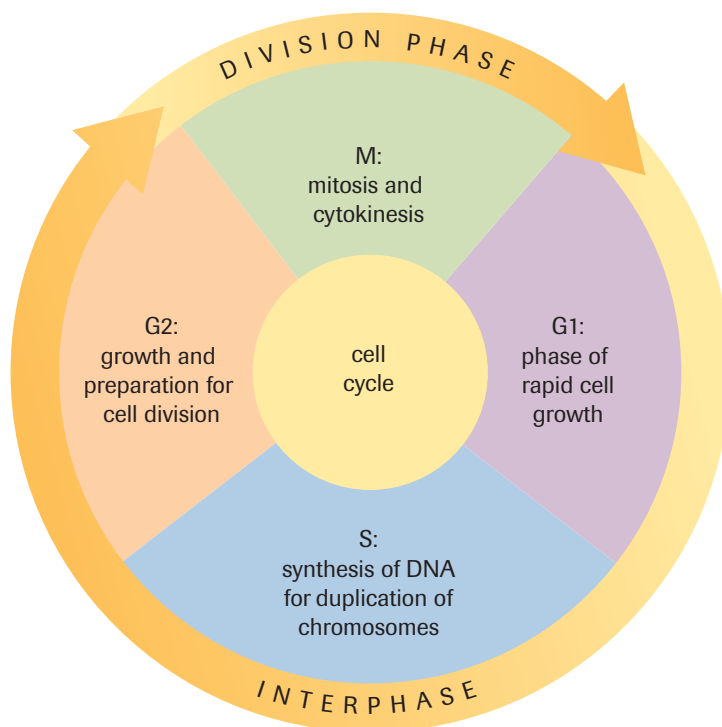 DIVISION PHASE
M:
mitosis and
cytokinesis
G2:
growth and
preparation for
cell division
cell
cycle
G1:
phase of
rapid cell
growth
S:
synthesis of DNA
for duplication of
chromosomes
INTERPHASE